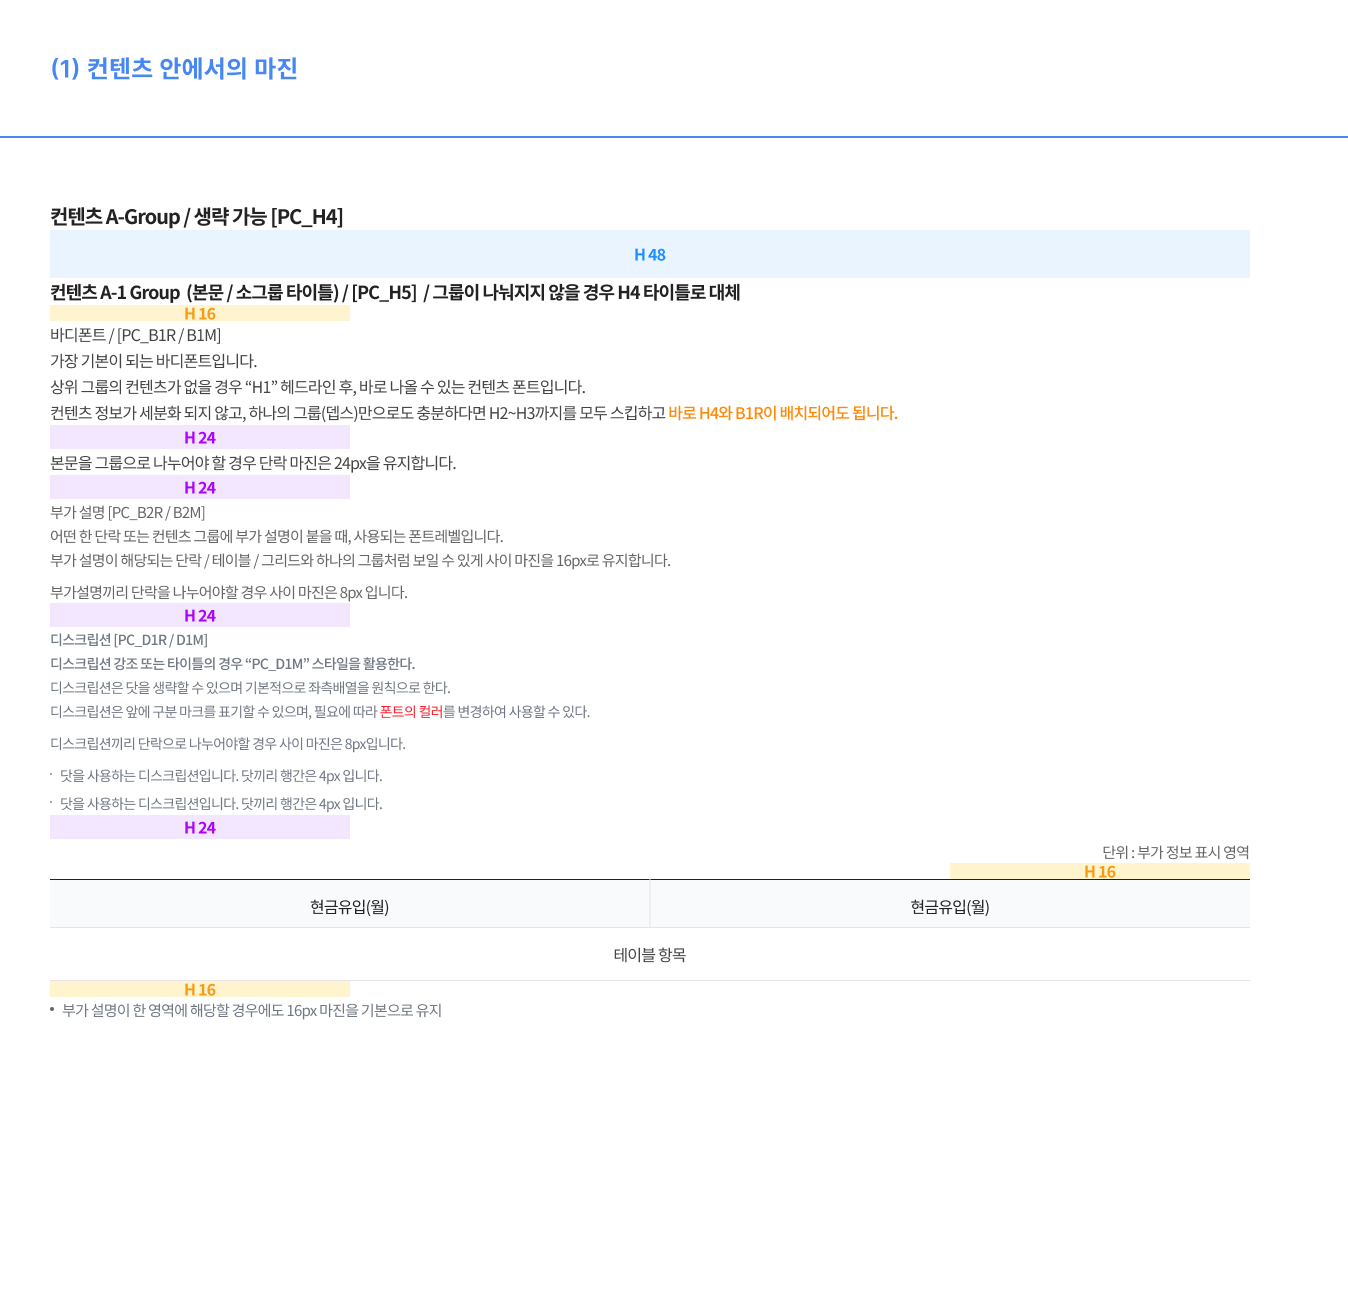 (1) 컨텐츠 안에서의 마진
컨텐츠 A-Group / 생략 가능 [PC_H4]
H 48
컨텐츠 A-1 Group (본문 / 소그룹 타이틀) / [PC_H5] / 그룹이 나눠지지 않을 경우 H4 타이틀로 대체
H 16
바디폰트 / [PC_B1R / B1M]
가장 기본이 되는 바디폰트입니다.
상위 그룹의 컨텐츠가 없을 경우 “H1” 헤드라인 후, 바로 나올 수 있는 컨텐츠 폰트입니다.
컨텐츠 정보가 세분화 되지 않고, 하나의 그룹(뎁스)만으로도 충분하다면 H2~H3까지를 모두 스킵하고 바로 H4와 B1R이 배치되어도 됩니다.
H 24
본문을 그룹으로 나누어야 할 경우 단락 마진은 24px을 유지합니다.
H 24
부가 설명 [PC_B2R / B2M]
어떤 한 단락 또는 컨텐츠 그룹에 부가 설명이 붙을 때, 사용되는 폰트레벨입니다.
부가 설명이 해당되는 단락 / 테이블 / 그리드와 하나의 그룹처럼 보일 수 있게 사이 마진을 16px로 유지합니다.
부가설명끼리 단락을 나누어야할 경우 사이 마진은 8px 입니다.
H 24
디스크립션 [PC_D1R / D1M]
디스크립션 강조 또는 타이틀의 경우 “PC_D1M” 스타일을 활용한다.
디스크립션은 닷을 생략할 수 있으며 기본적으로 좌측배열을 원칙으로 한다.
디스크립션은 앞에 구분 마크를 표기할 수 있으며, 필요에 따라 폰트의 컬러를 변경하여 사용할 수 있다.
디스크립션끼리 단락으로 나누어야할 경우 사이 마진은 8px입니다.
· 닷을 사용하는 디스크립션입니다. 닷끼리 행간은 4px 입니다.
· 닷을 사용하는 디스크립션입니다. 닷끼리 행간은 4px 입니다.
H 24
단위 : 부가 정보 표시 영역
H 16
현금유입(월) 현금유입(월)
테이블 항목
H 16
• 부가 설명이 한 영역에 해당할 경우에도 16px 마진을 기본으로 유지